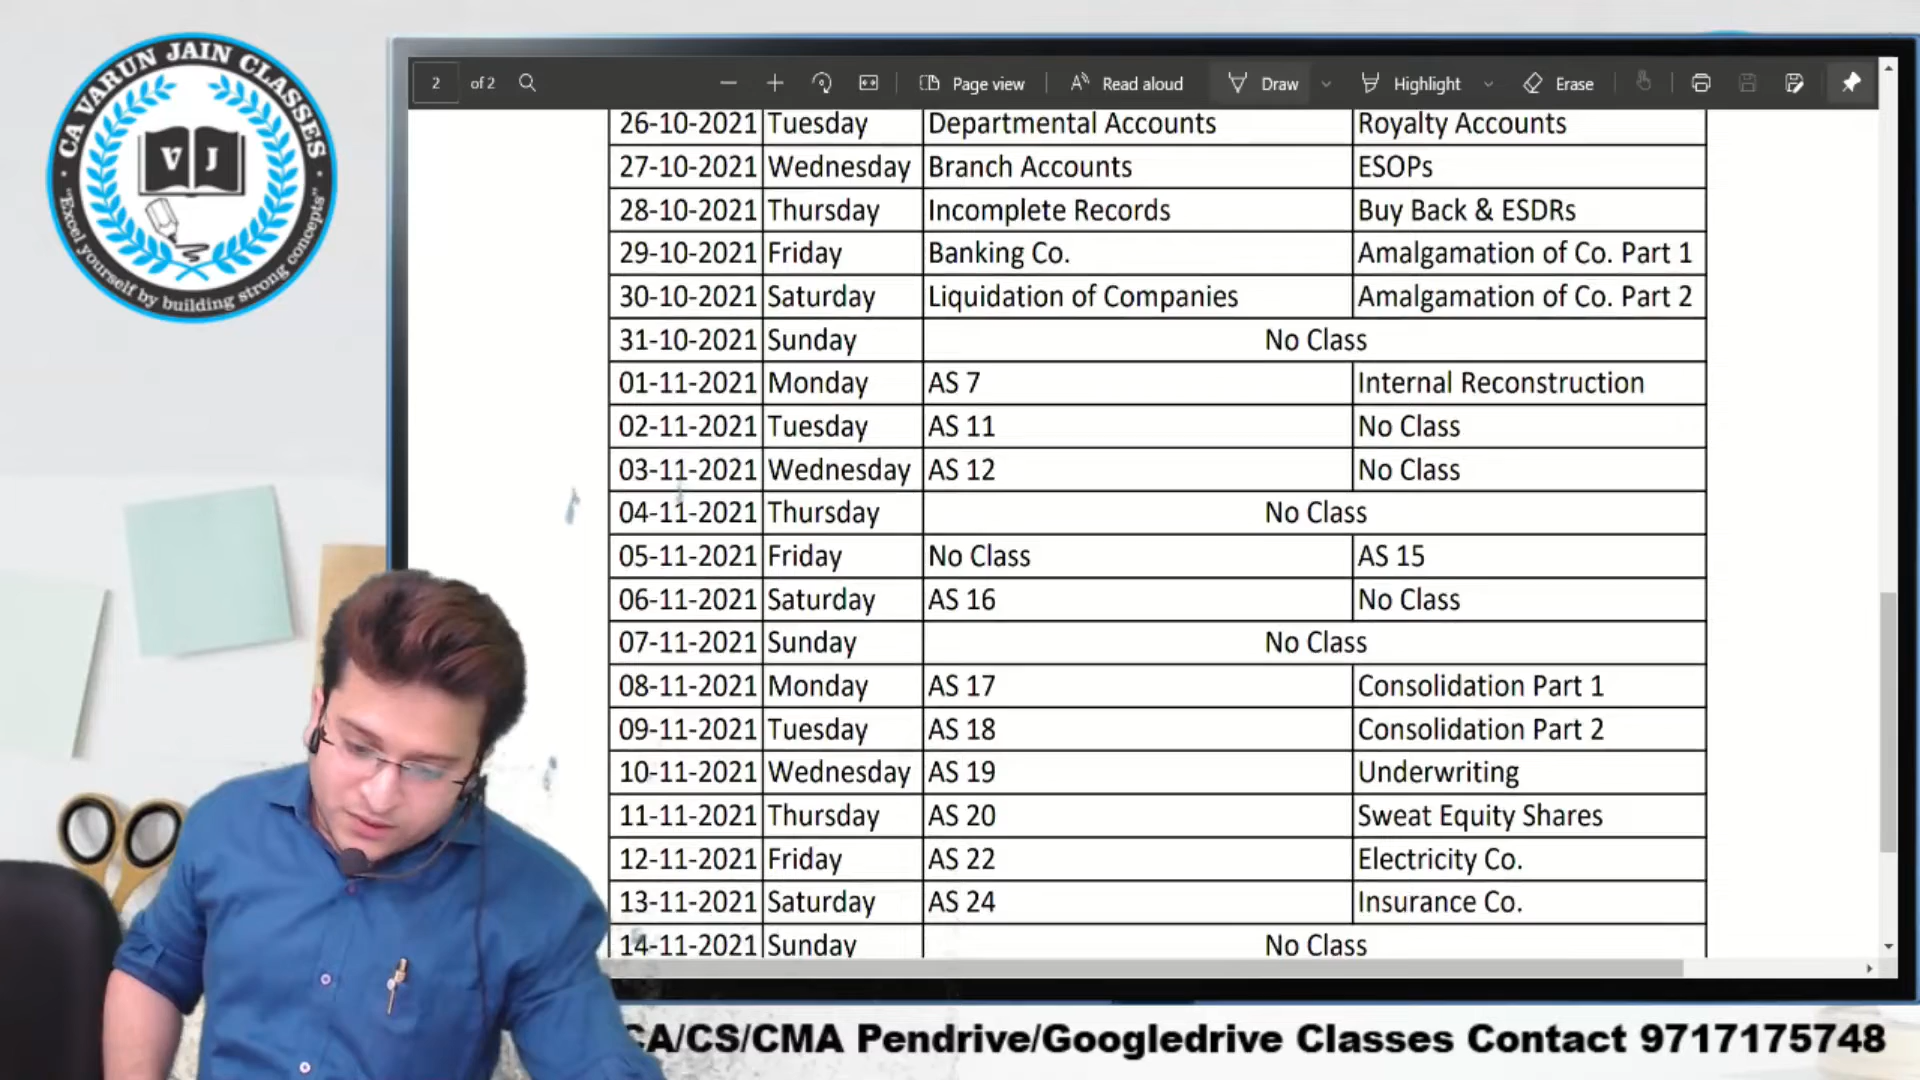 CA VARUN JAIN CLASSES
V J
"Excel yourself by building strong concepts"
2 of 2 Page view Read aloud Draw Highlight Erase
26-10-2021 Tuesday Departmental Accounts Royalty Accounts
27-10-2021 Wednesday Branch Accounts ESOPs
28-10-2021 Thursday Incomplete Records Buy Back & ESDRs
29-10-2021 Friday Banking Co. Amalgamation of Co. Part 1
30-10-2021 Saturday Liquidation of Companies Amalgamation of Co. Part 2
31-10-2021 Sunday No Class
01-11-2021 Monday AS 7 Internal Reconstruction
02-11-2021 Tuesday AS 11 No Class
03-11-2021 Wednesday AS 12 No Class
04-11-2021 Thursday No Class
05-11-2021 Friday No Class AS 15
06-11-2021 Saturday AS 16 No Class
07-11-2021 Sunday No Class
08-11-2021 Monday AS 17 Consolidation Part 1
09-11-2021 Tuesday AS 18 Consolidation Part 2
10-11-2021 Wednesday AS 19 Underwriting
11-11-2021 Thursday AS 20 Sweat Equity Shares
12-11-2021 Friday AS 22 Electricity Co.
13-11-2021 Saturday AS 24 Insurance Co.
14-11-2021 Sunday No Class
CA/CS/CMA Pendrive/Googledrive Classes Contact 9717175748